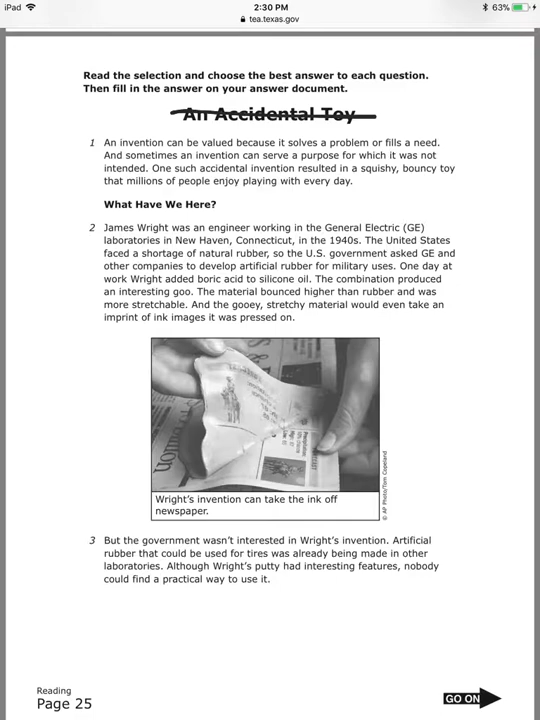 iPad 2:30 PM 63%
tea.texas.gov
Read the selection and choose the best answer to each question.
Then fill in the answer on your answer document.
An Accidental Toy
1 An invention can be valued because it solves a problem or fills a need.
And sometimes an invention can serve a purpose for which it was not
intended. One such accidental invention resulted in a squishy, bouncy toy
that millions of people enjoy playing with every day.
What Have We Here?
2 James Wright was an engineer working in the General Electric (GE)
laboratories in New Haven, Connecticut, in the 1940s. The United States
faced a shortage of natural rubber, so the U.S. government asked GE and
other companies to develop artificial rubber for military uses. One day at
work Wright added boric acid to silicone oil. The combination produced
an interesting goo. The material bounced higher than rubber and was
more stretchable. And the gooey, stretchy material would even take an
imprint of ink images it was pressed on.
Wright's invention can take the ink off
newspaper.
© AP Photo/Tom Copeland
3 But the government wasn't interested in Wright's invention. Artificial
rubber that could be used for tires was already being made in other
laboratories. Although Wright's putty had interesting features, nobody
could find a practical way to use it.
Reading
Page 25
GO ON